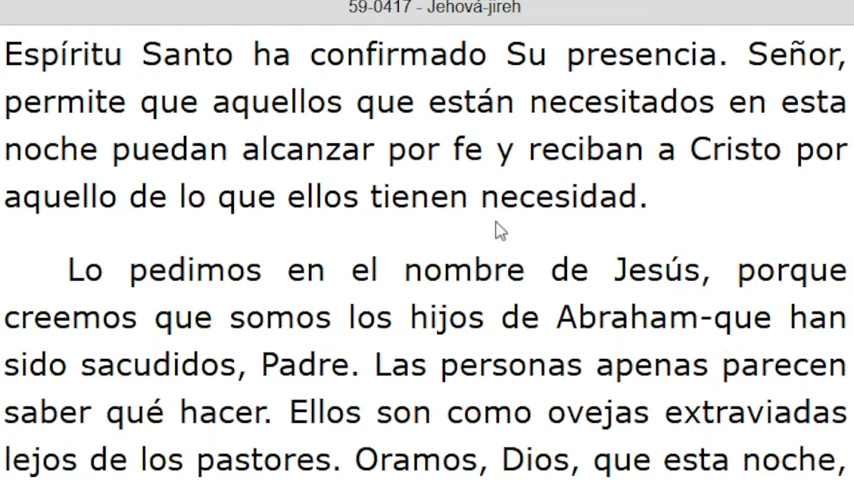 59-0417 - Jehová-jireh
Espíritu Santo ha confirmado Su presencia. Señor,
permite que aquellos que están necesitados en esta
noche puedan alcanzar por fe y reciban a Cristo por
aquello de lo que ellos tienen necesidad.
Lo pedimos en el nombre de Jesús, porque
creemos que somos los hijos de Abraham-que han
sido sacudidos, Padre. Las personas apenas parecen
saber qué hacer. Ellos son como ovejas extraviadas
lejos de los pastores. Oramos, Dios, que esta noche,